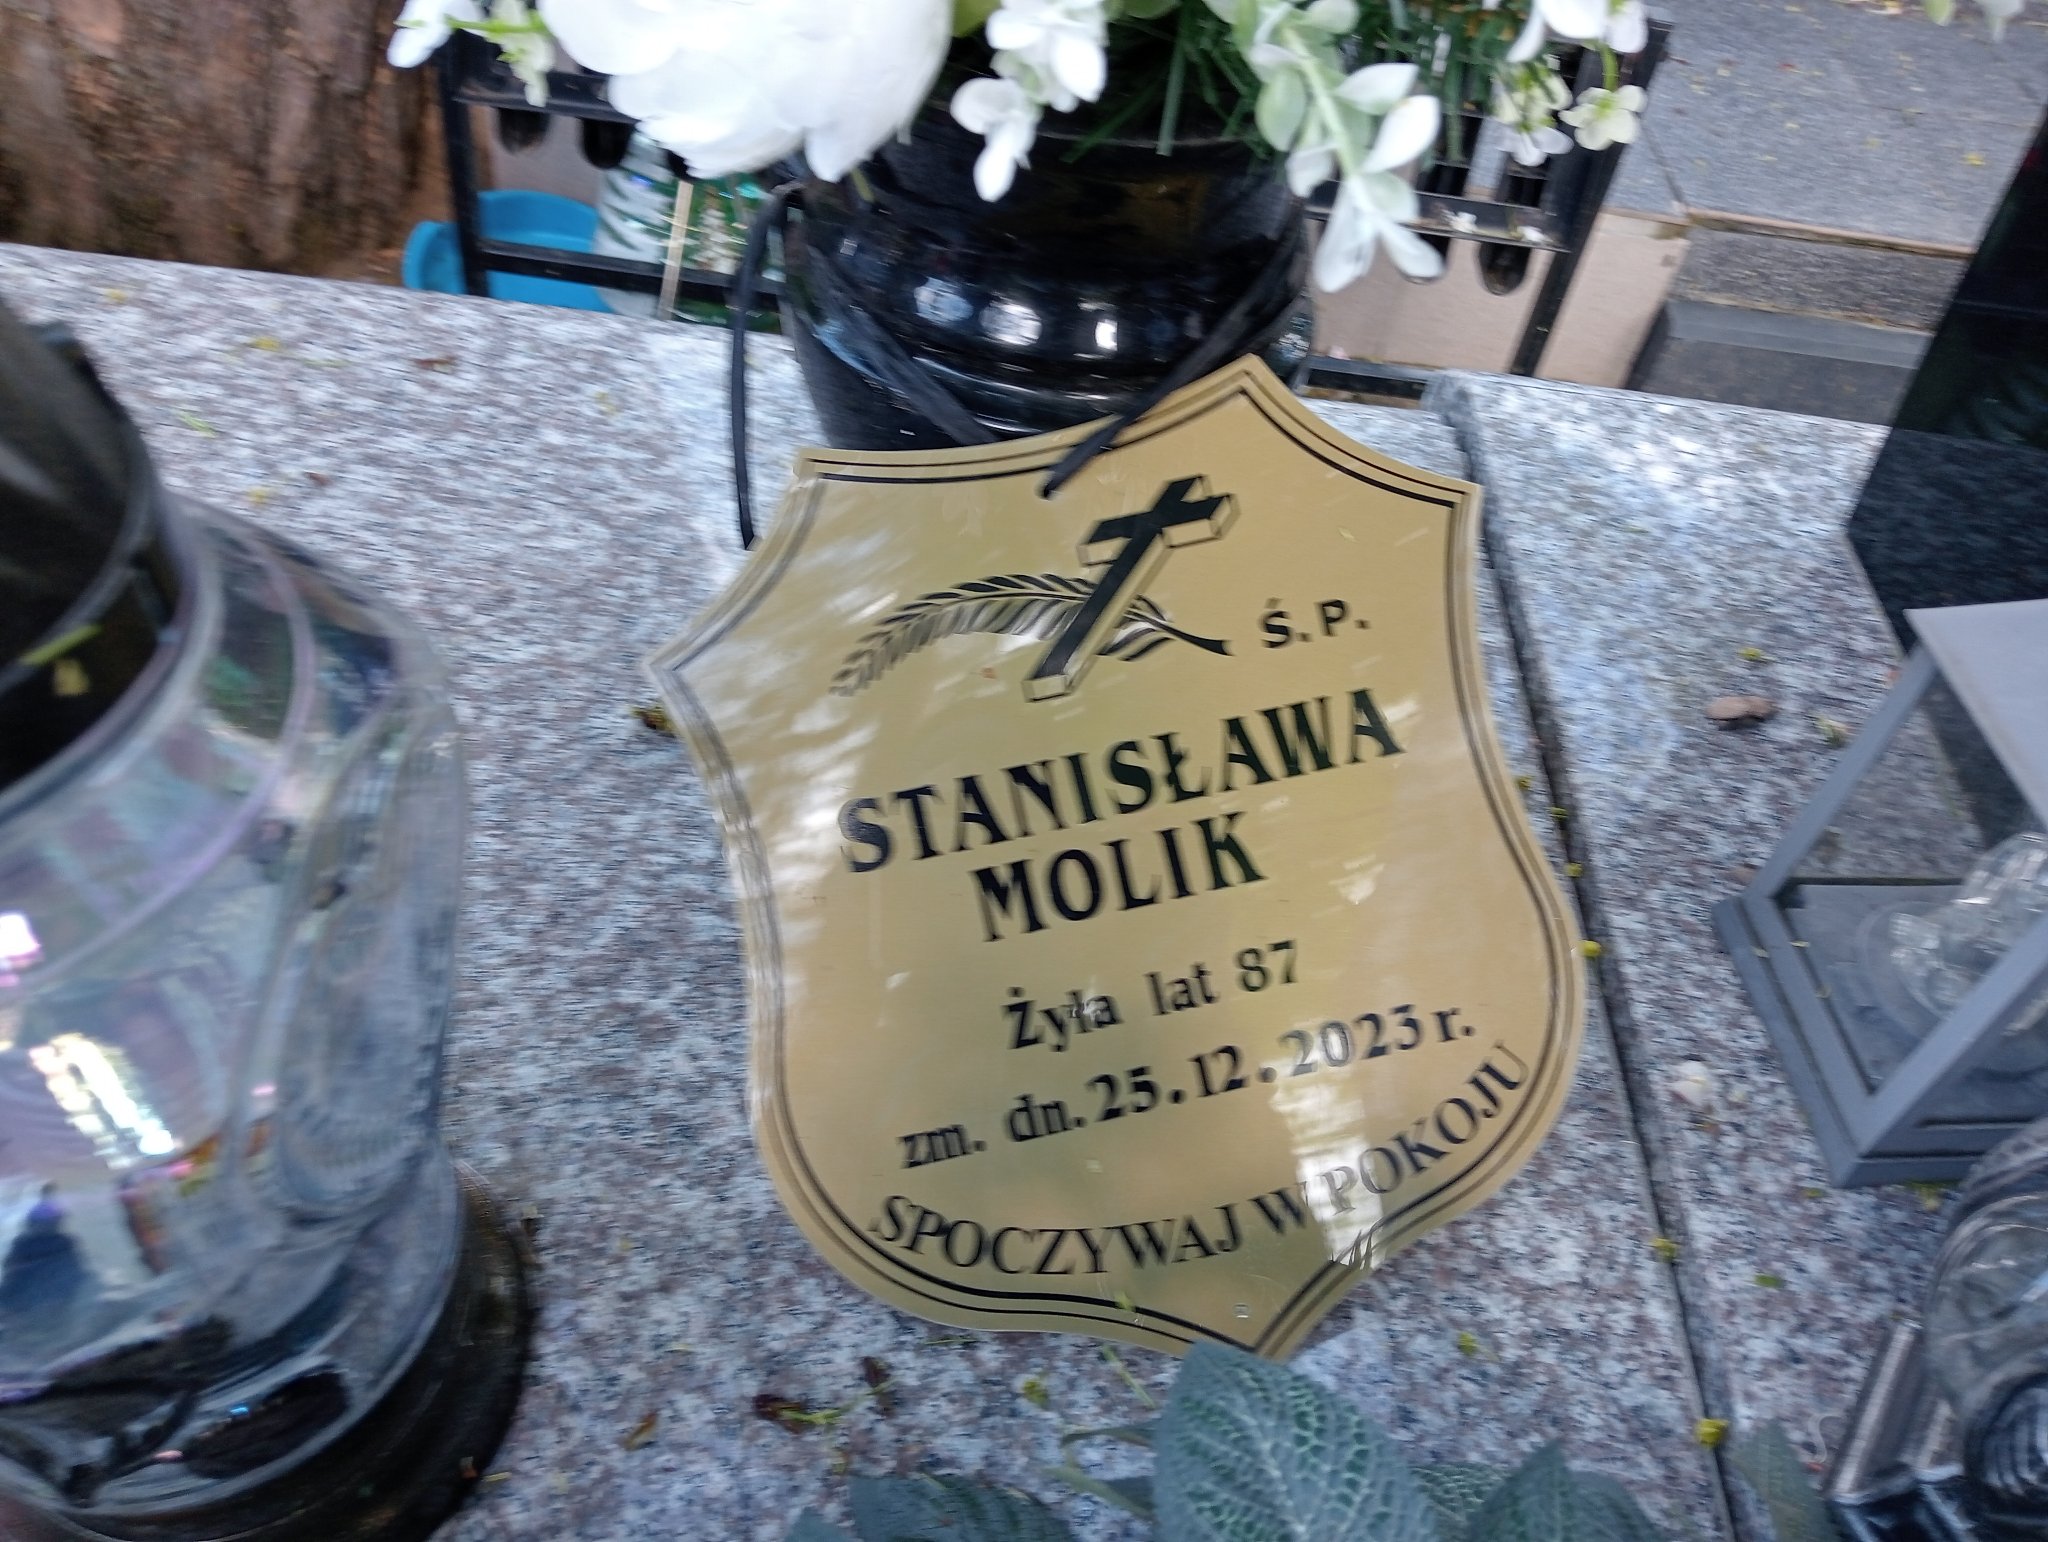 Ś. P.
STANISŁAWA
MOLIK
Żyła lat 87
zm. dn. 25.12.2023 r.
SPOCZYWAJ W POKOJU